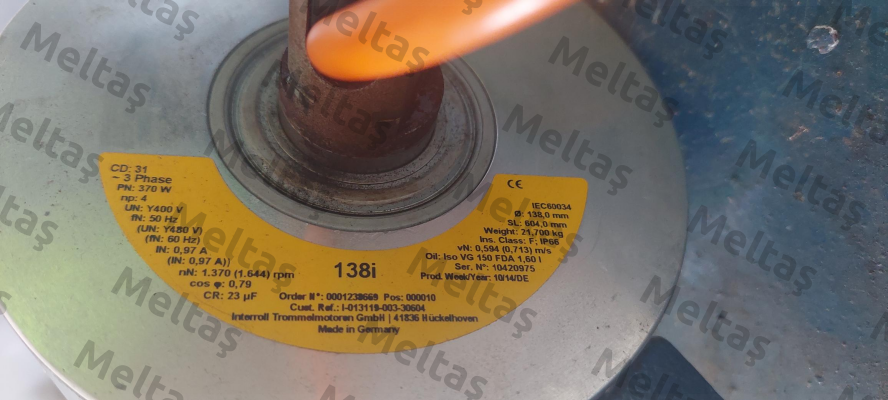 CD: 31
~ 3 Phase
PN: 370 W
np: 4
UN: Y400 V
fN: 50 Hz
(UN: Y480 V)
(fN: 60 Hz)
IN: 0,97 A
(IN: 0,97 A))
nN: 1.370 (1.644) rpm
cos φ: 0,79
CR: 23 µF
138i
Order N°: 0001238669 Pos: 000010
Cust. Ref.: I-013119-003-30604
Interroll Trommelmotoren GmbH | 41836 Hückelhoven
Made in Germany
CE
IEC60034
Ø: 138,0 mm
SL: 604,0 mm
Weight: 21,700 kg
Ins. Class: F; IP66
vN: 0,594 (0,713) m/s
Oil: Iso VG 150 FDA 1,60 l
Ser. N°: 10420975
Prod. Week/Year: 10/14/DE
Meltaş